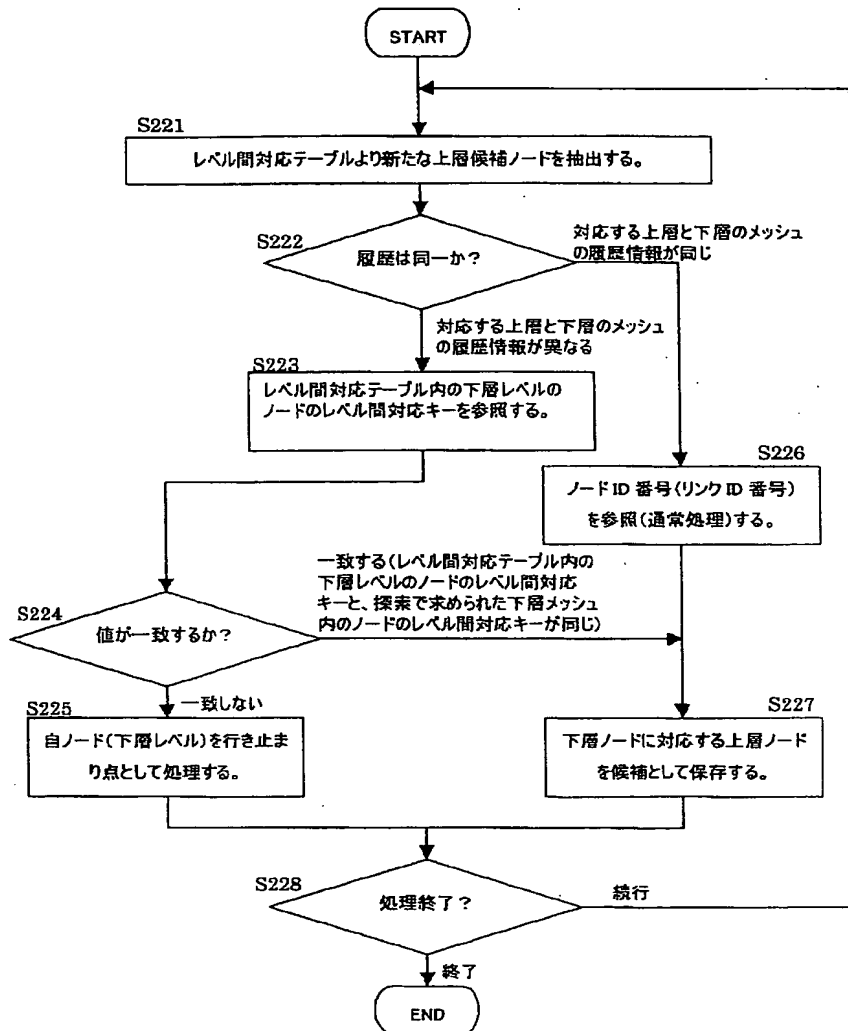 START
S221
レベル間対応テーブルより新たな上層候補ノードを抽出する。
S222
履歴は同一か？
対応する上層と下層のメッシュ
の履歴情報が同じ
対応する上層と下層のメッシュ
の履歴情報が異なる
S223
レベル間対応テーブル内の下層レベルの
ノードのレベル間対応キーを参照する。
S226
ノードID番号(リンクID番号)
を参照(通常処理)する。
一致する(レベル間対応テーブル内の
下層レベルのノードのレベル間対応
キーと、探索で求められた下層メッシュ
内のノードのレベル間対応キーが同じ)
S224
値が一致するか？
一致しない
S225
自ノード(下層レベル)を行き止ま
り点として処理する。
S227
下層ノードに対応する上層ノード
を候補として保存する。
S228
処理終了？
続行
終了
END